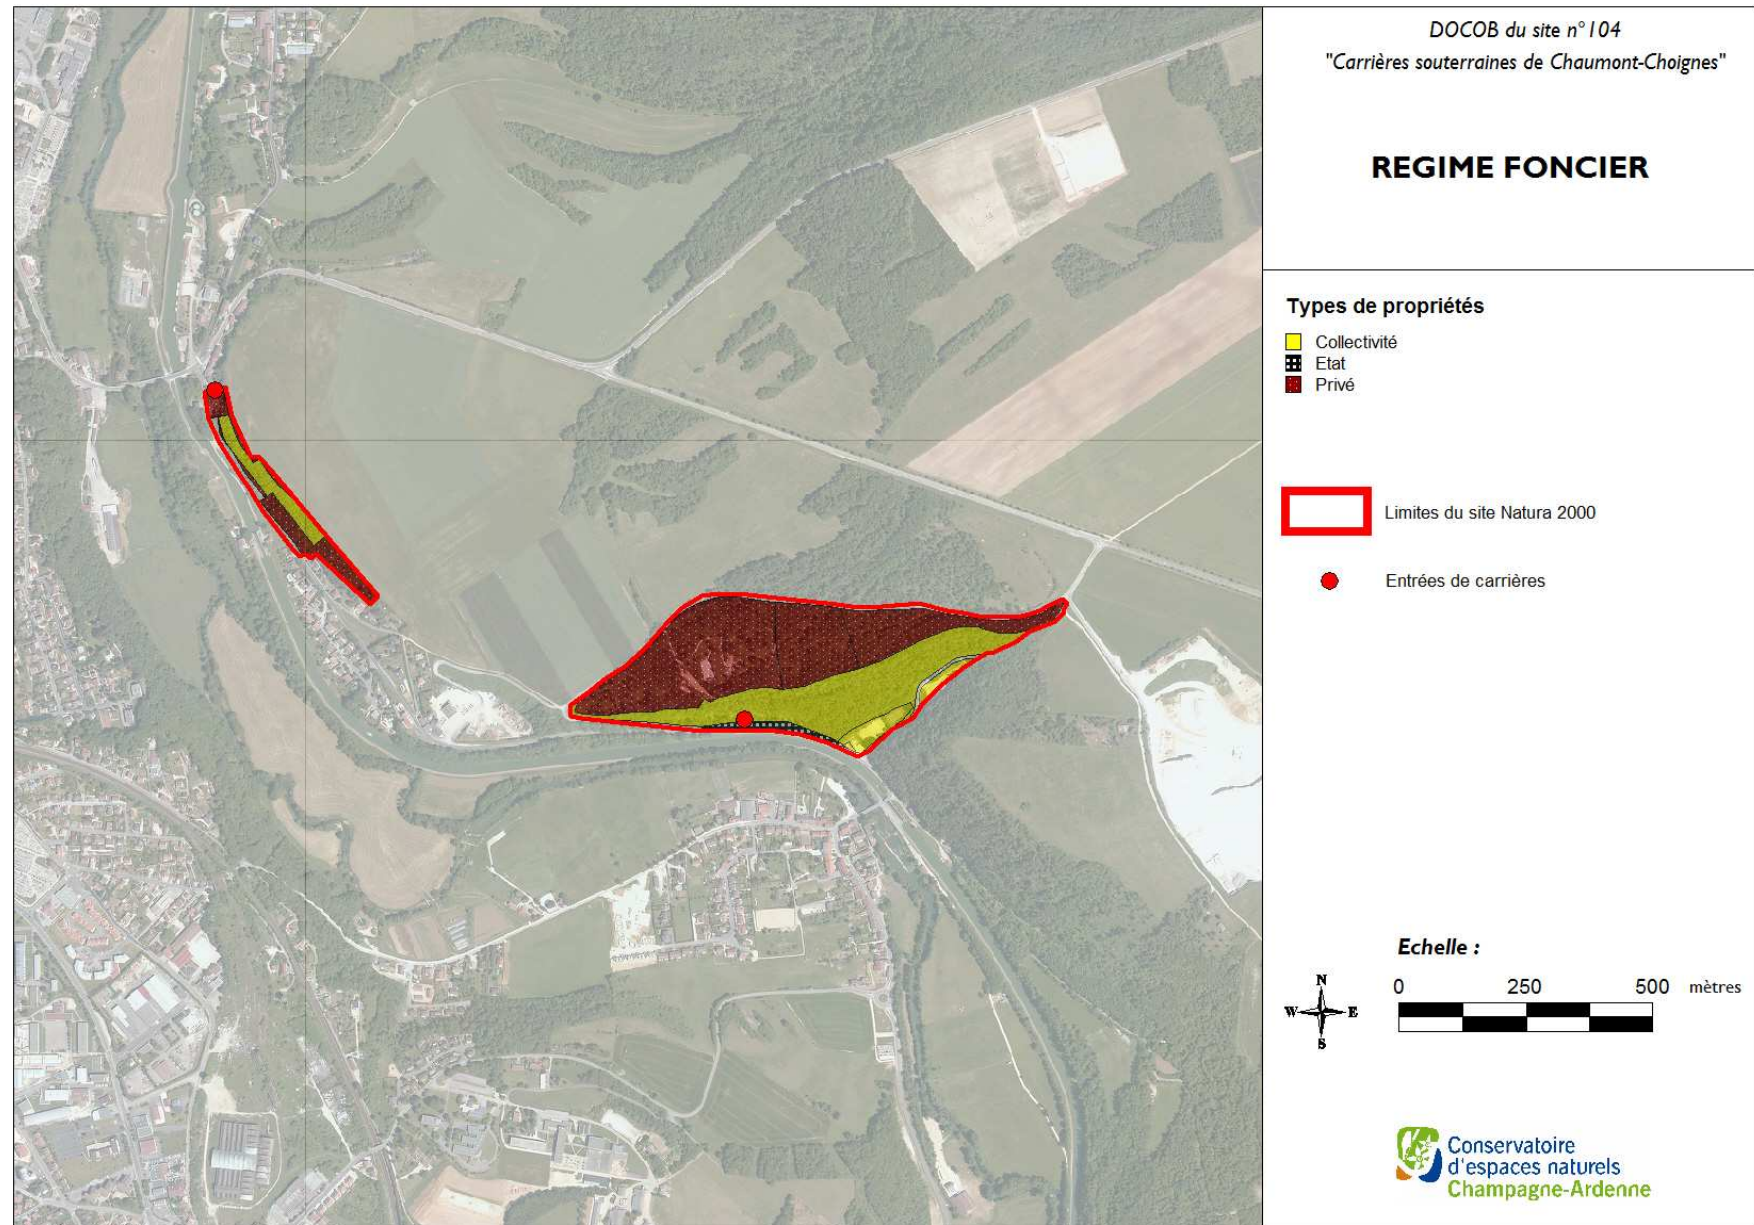 DOCOB du site n°104
"Carrières souterraines de Chaumont-Choignes"
REGIME FONCIER
Types de propriétés
Collectivité
Etat
Privé
Limites du site Natura 2000
Entrées de carrières
Echelle :
0 250 500 mètres
N
W E
S
Conservatoire
d'espaces naturels
Champagne-Ardenne